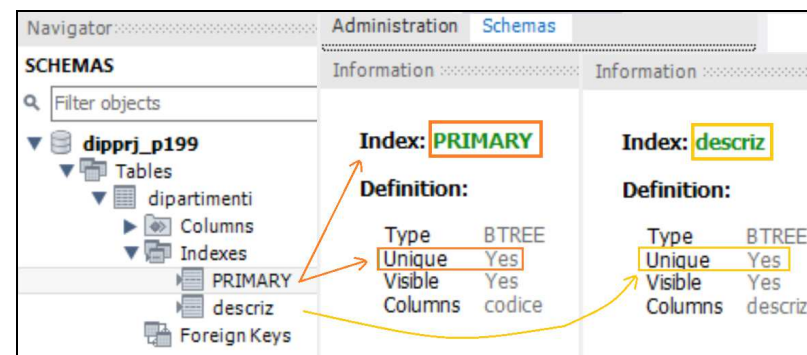 Navigator
SCHEMAS
Filter objects
dipprj_p199
Tables
dipartimenti
Columns
Indexes
PRIMARY
descriz
Foreign Keys
Administration Schemas
Information
Index: PRIMARY
Definition:
Type BTREE
Unique Yes
Visible Yes
Columns codice
Information
Index: descriz
Definition:
Type BTREE
Unique Yes
Visible Yes
Columns descriz